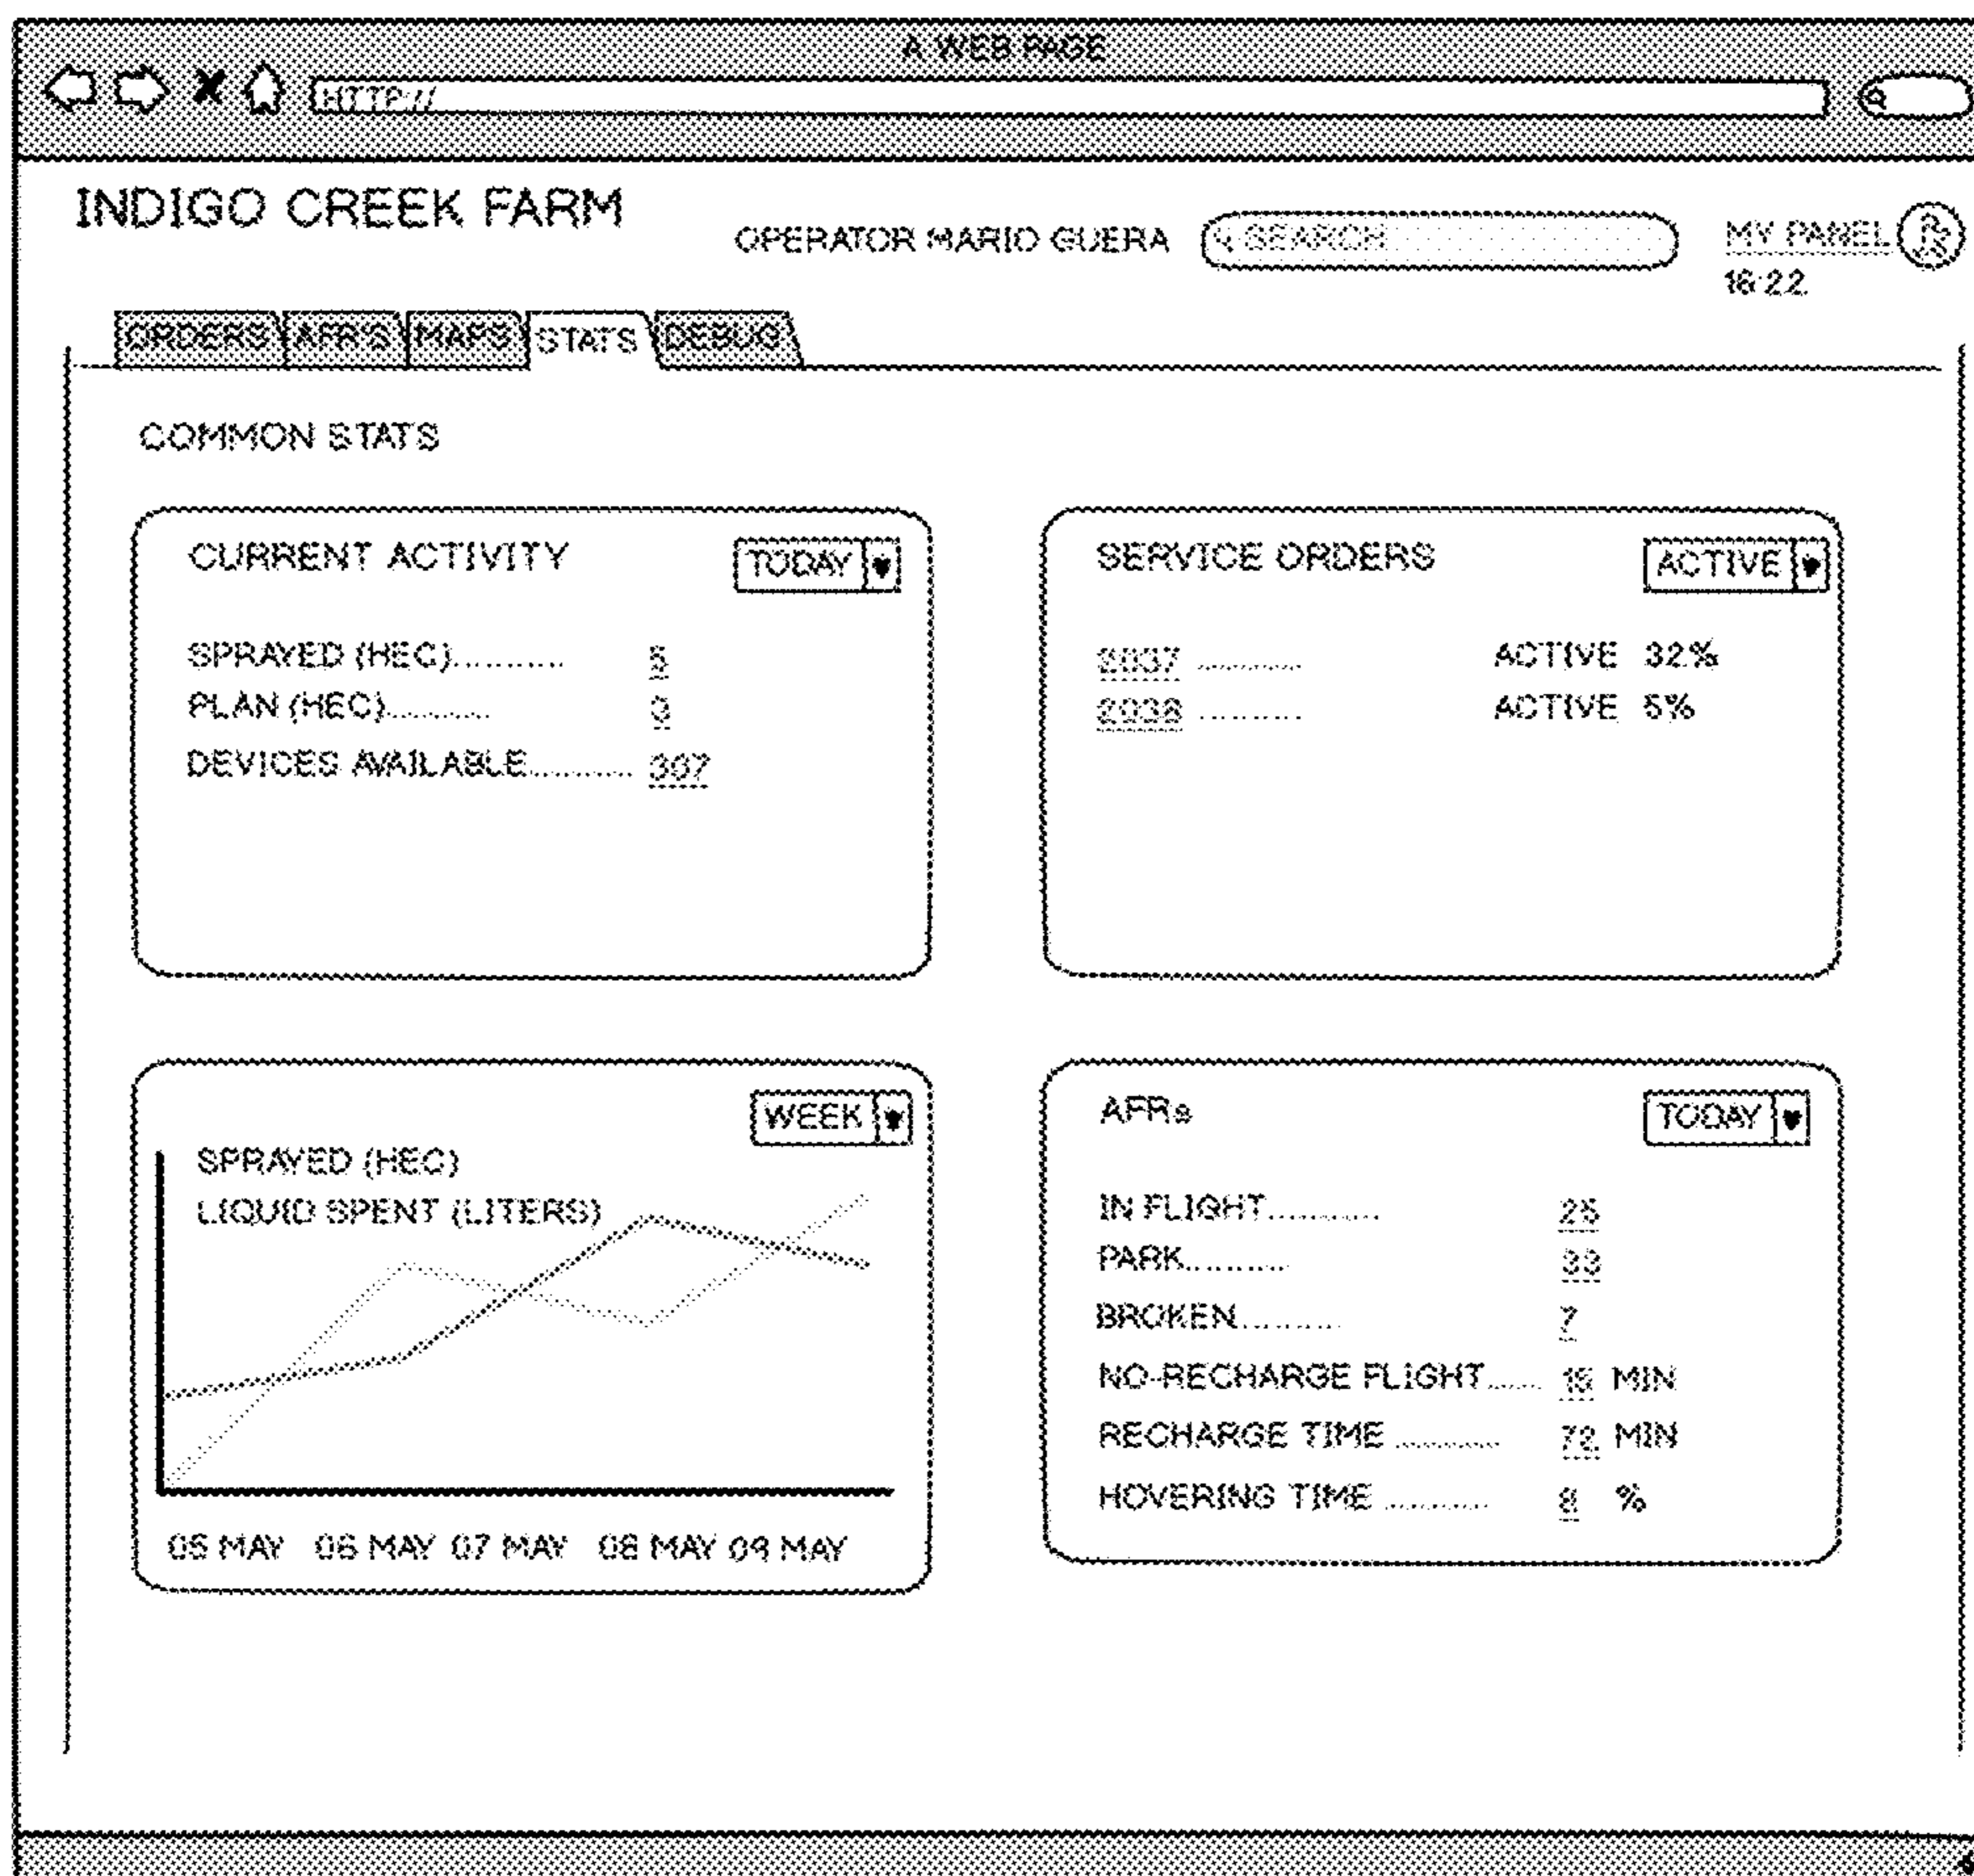 A WEB PAGE
HTTP://
INDIGO CREEK FARM
OPERATOR MARIO GUERA
SEARCH
MY PANEL
16:22
ORDERS AFR'S MAPS STATS DEBUG
COMMON STATS
CURRENT ACTIVITY TODAY
SPRAYED (HEC).......... 5
PLAN (HEC)..........
DEVICES AVAILABLE.......... 307
SERVICE ORDERS ACTIVE
2037 .......... ACTIVE 32%
2038 .......... ACTIVE 5%
WEEK
SPRAYED (HEC)
LIQUID SPENT (LITERS)
05 MAY 06 MAY 07 MAY 08 MAY 09 MAY
AFRs TODAY
IN FLIGHT.......... 25
PARK.......... 33
BROKEN.......... 7
NO-RECHARGE FLIGHT..... 15 MIN
RECHARGE TIME .......... 72 MIN
HOVERING TIME .......... 8 %